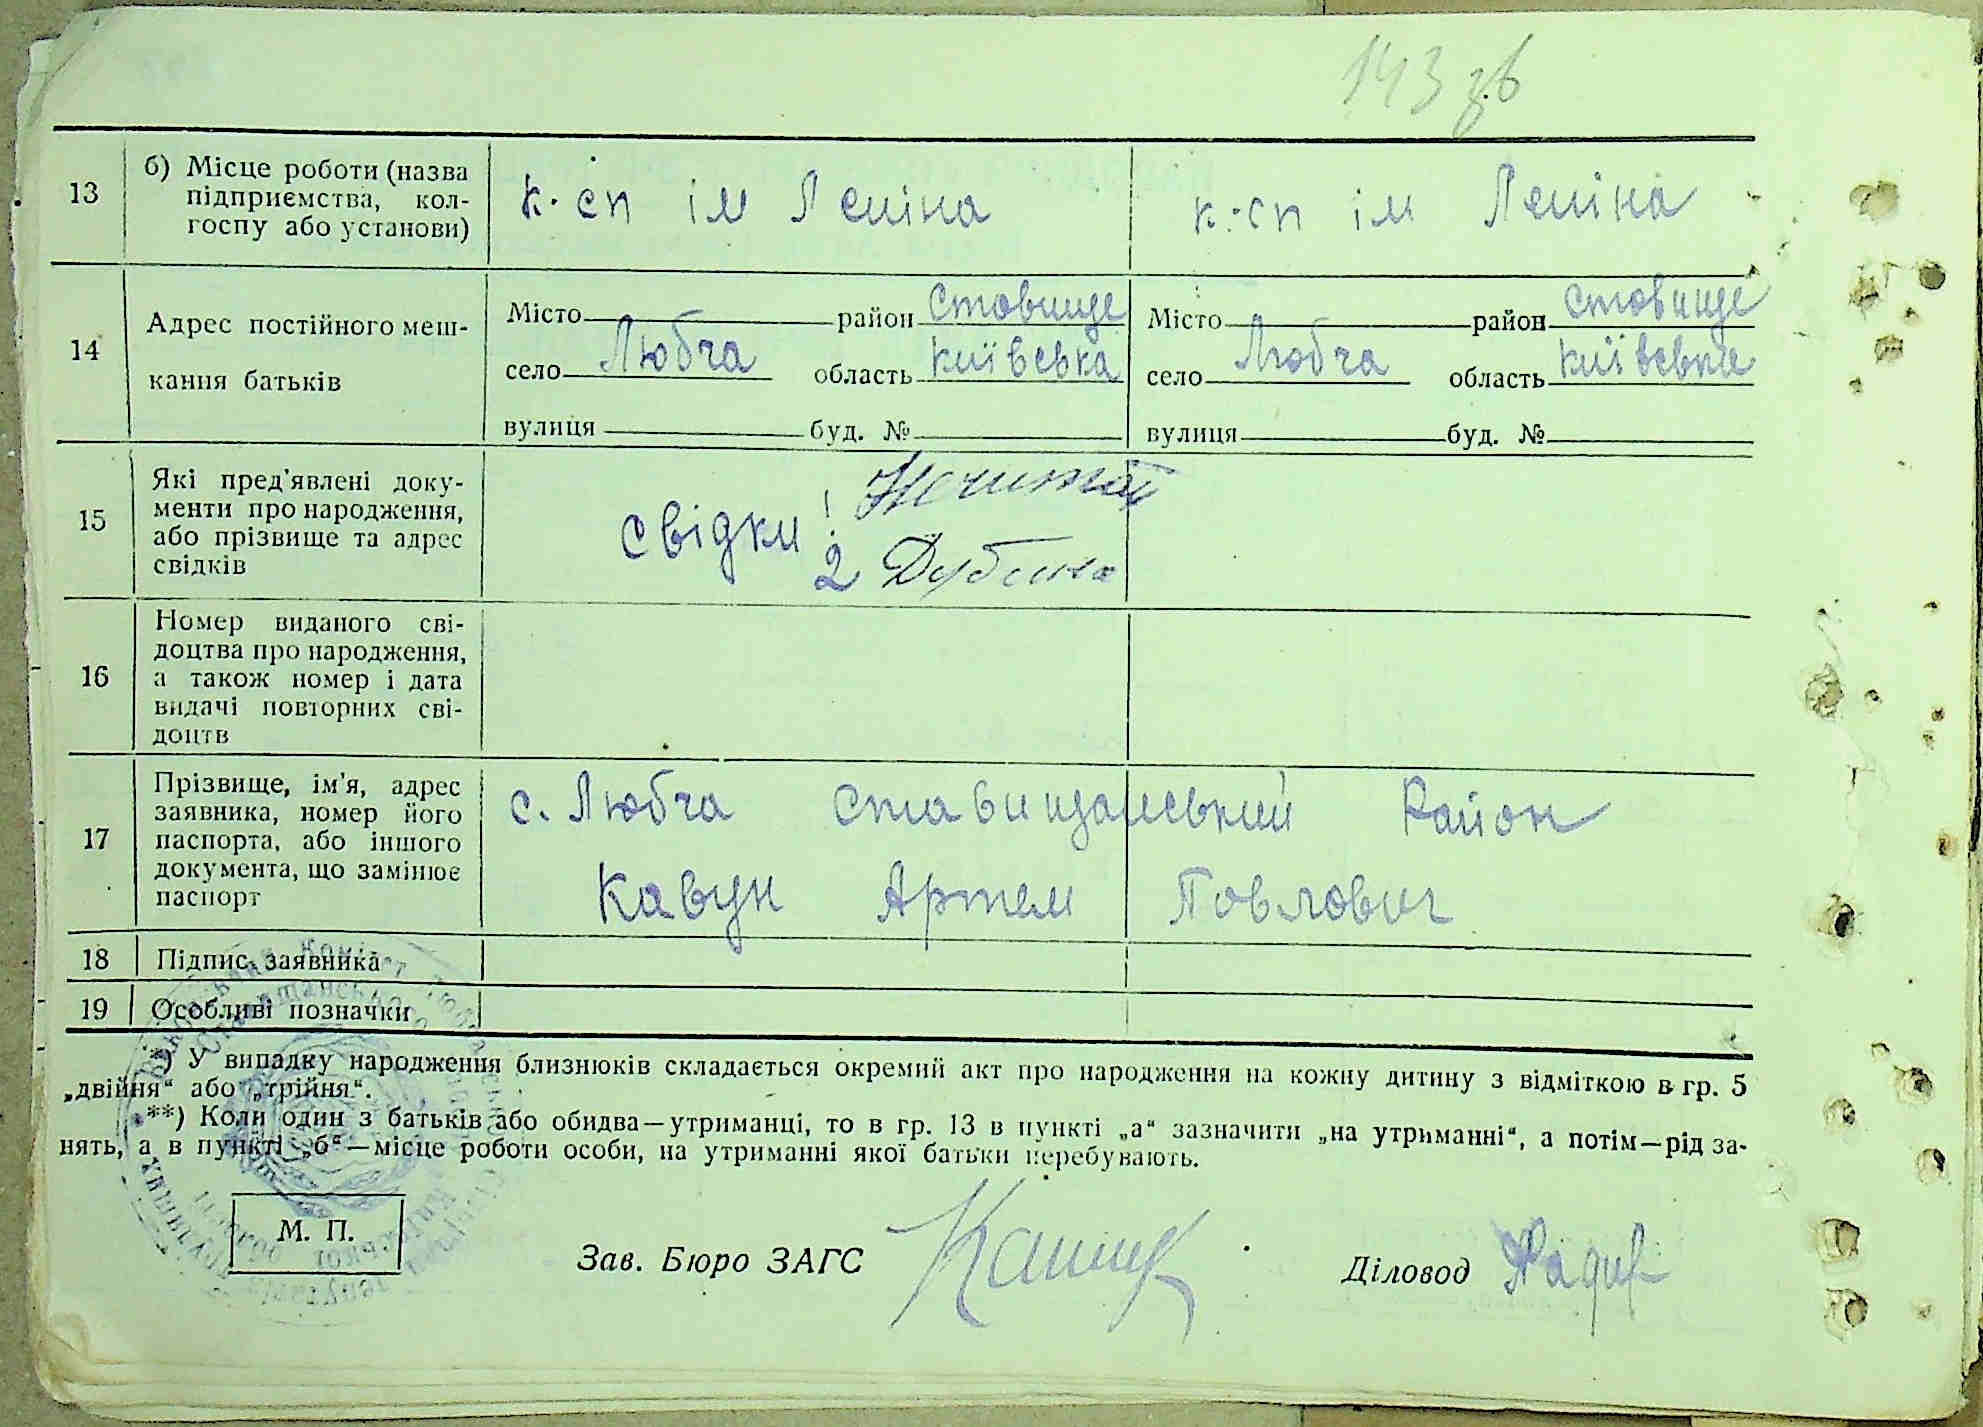 143 зв
13
б) Місце роботи (назва
підприємства, кол-
госпу або установи)
к-сп ім Леніна
к-сп ім Леніна
14
Адрес постійного меш-
кання батьків
Місто район Ставище
село Любча область Київська
вулиця буд. №
Місто район Ставище
село Любча область Київська
вулиця буд. №
15
Які пред'явлені доку-
менти про народження,
або прізвище та адрес
свідків
свідки
2 Дубина
16
Номер виданого сві-
доцтва про народження,
а також номер і дата
видачі повторних сві-
доцтв
17
Прізвище, ім'я, адрес
заявника, номер його
паспорта, або іншого
документа, що замінює
паспорт
с. Любча Ставищанський Район
Кавун Артем Повлович
18 Підпис заявника
19 Особливі позначки
*) У випадку народження близнюків складається окремий акт про народження на кожну дитину з відміткою в гр. 5
„двійня“ або „трійня“.
**) Коли один з батьків або обидва—утриманці, то в гр. 13 в пункті „а“ зазначити „на утриманні“, а потім—рід за-
нять, а в пункті „б“—місце роботи особи, на утриманні якої батьки перебувають.
М. П.
Зав. Бюро ЗАГС
Діловод